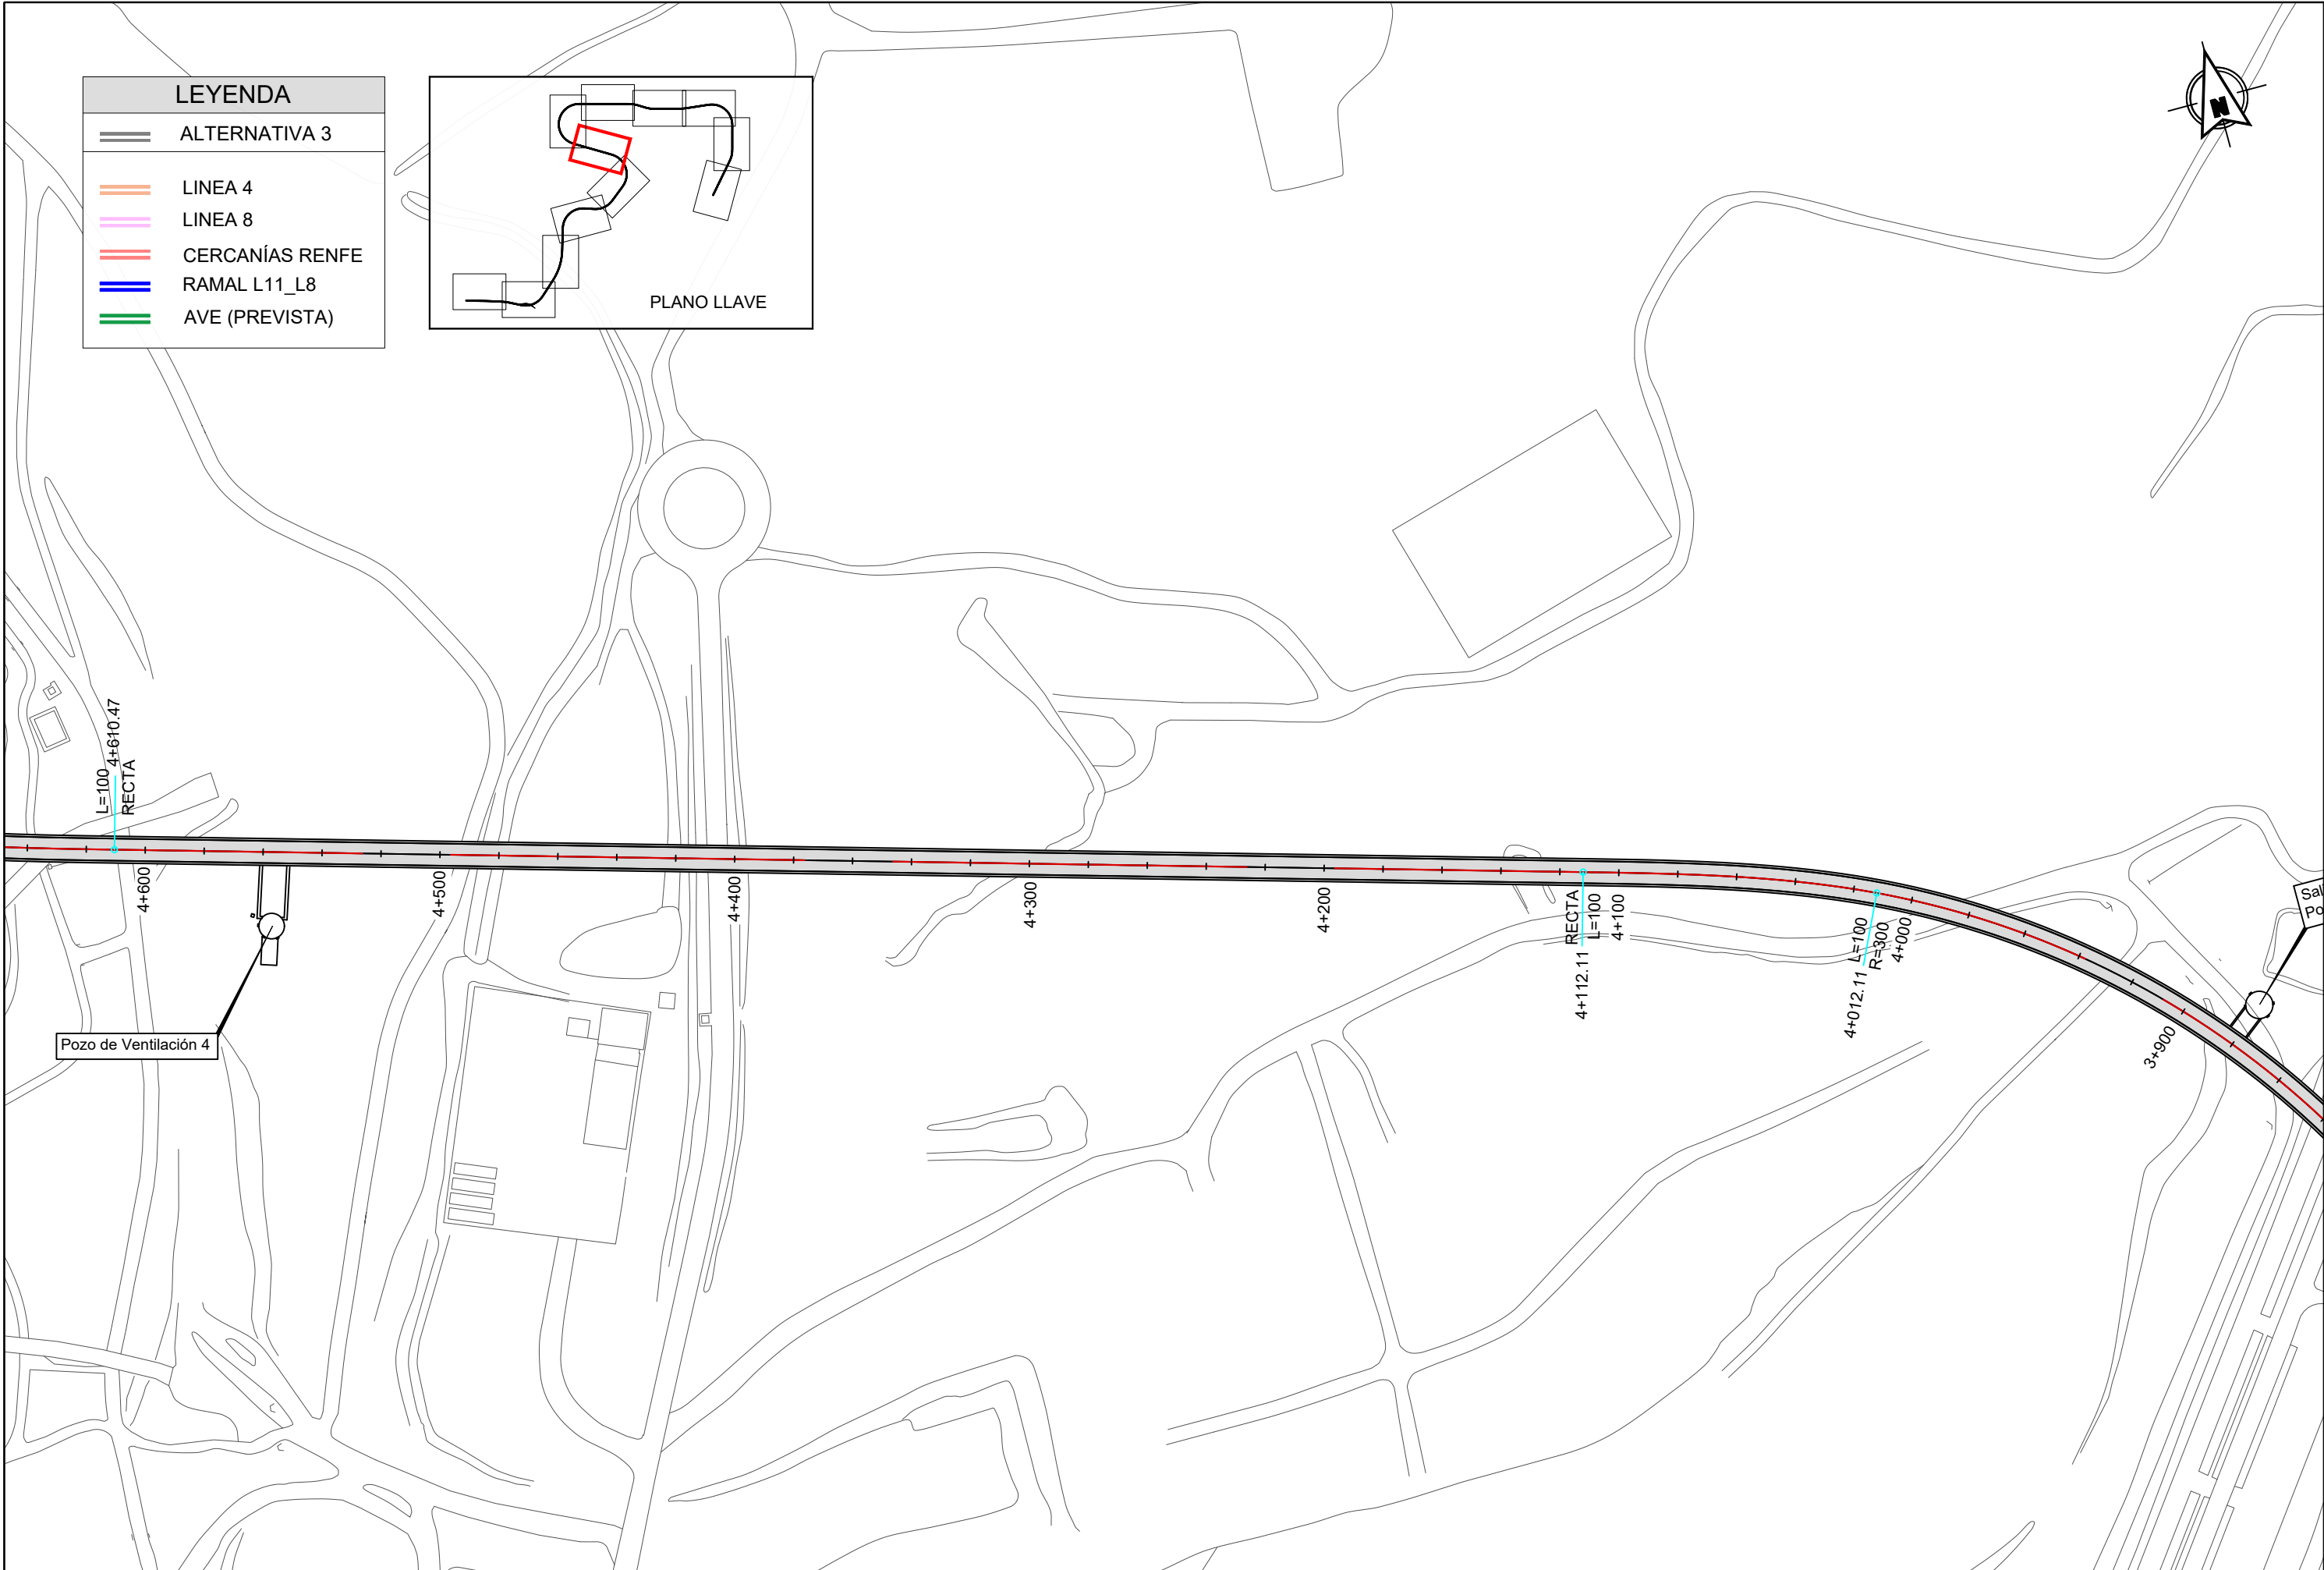 LEYENDA
ALTERNATIVA 3
LINEA 4
LINEA 8
CERCANÍAS RENFE
RAMAL L11_L8
AVE (PREVISTA)
PLANO LLAVE
N
L=100
4+610.47
RECTA
4+600
4+500
4+400
4+300
4+200
RECTA
4+112.11
L=100
4+100
L=100
4+012.11
R=300
4+000
3+900
Pozo de Ventilación 4
Sal
Po